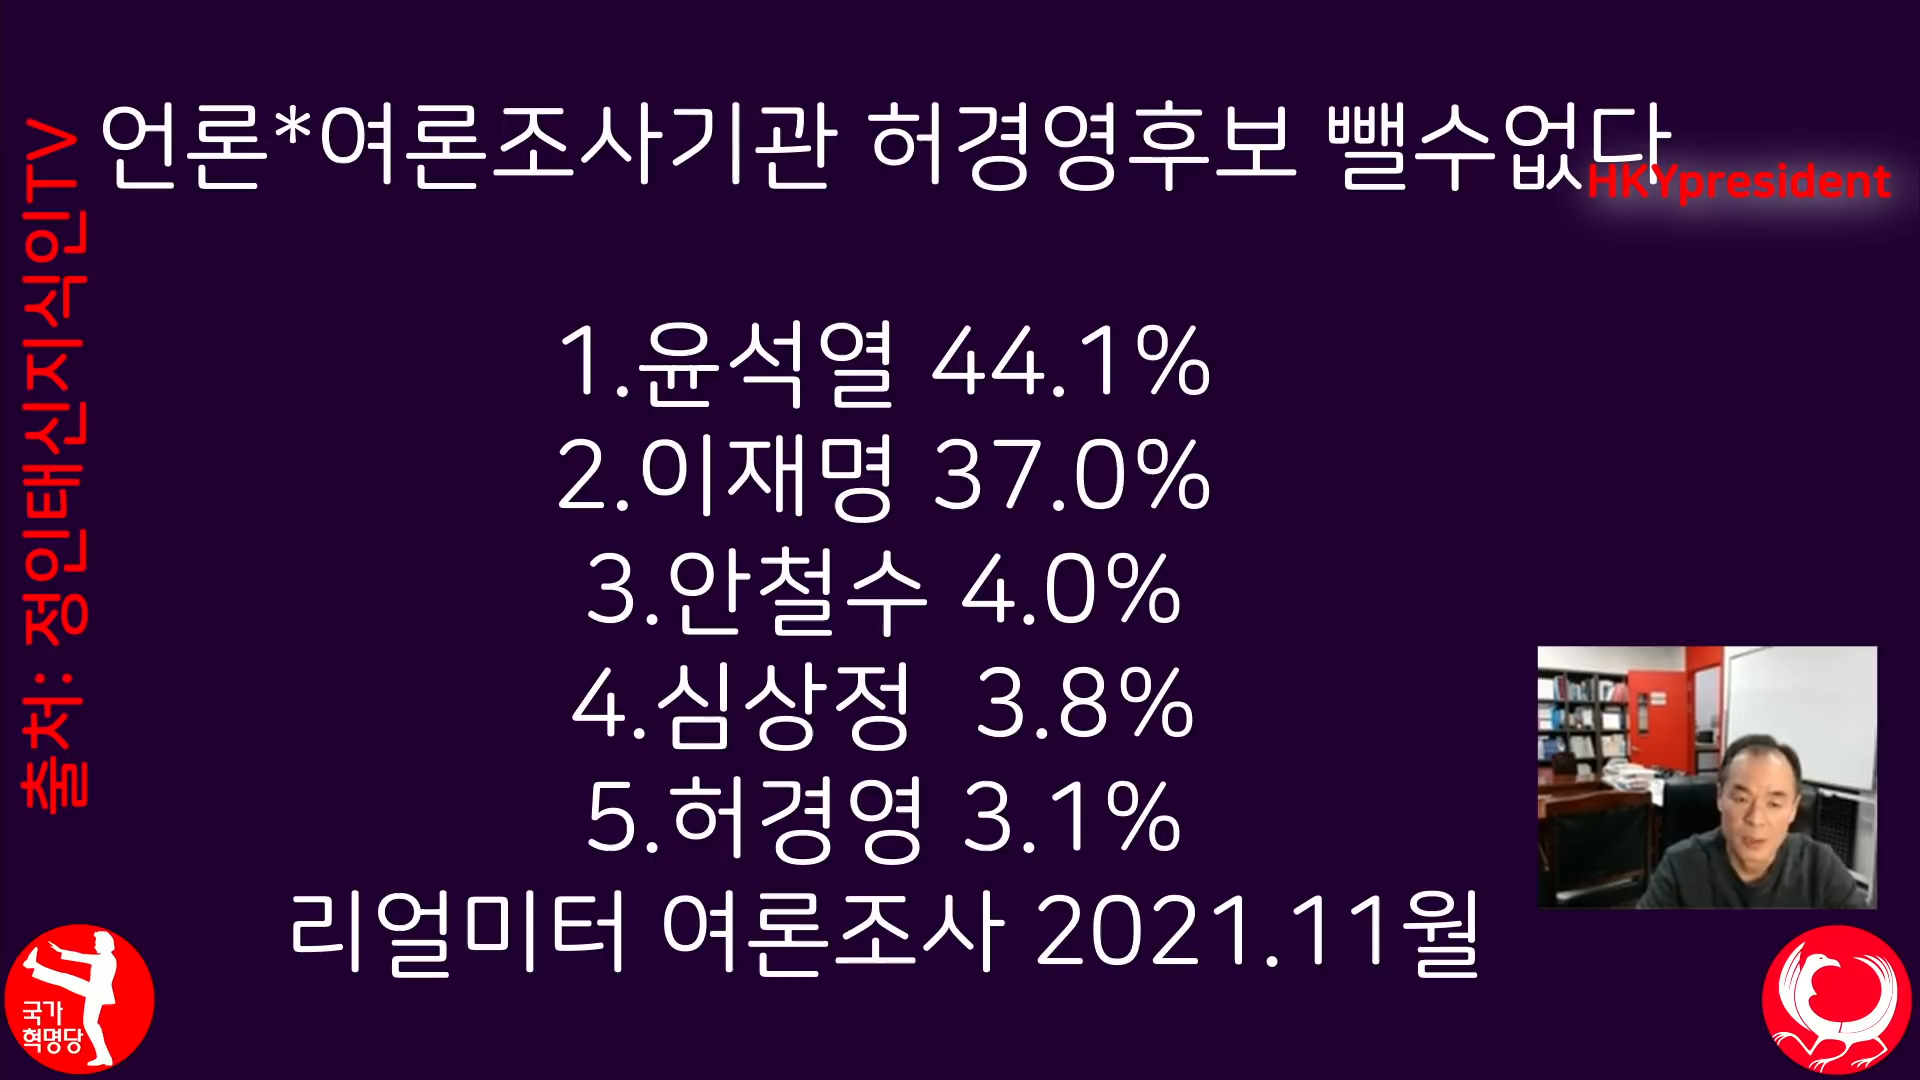 언론*여론조사기관 허경영후보 뺄수없다
HKYpresident
출처: 정인태신지식인TV
1.윤석열 44.1%
2.이재명 37.0%
3.안철수 4.0%
4.심상정 3.8%
5.허경영 3.1%
리얼미터 여론조사 2021.11월
국가
혁명당